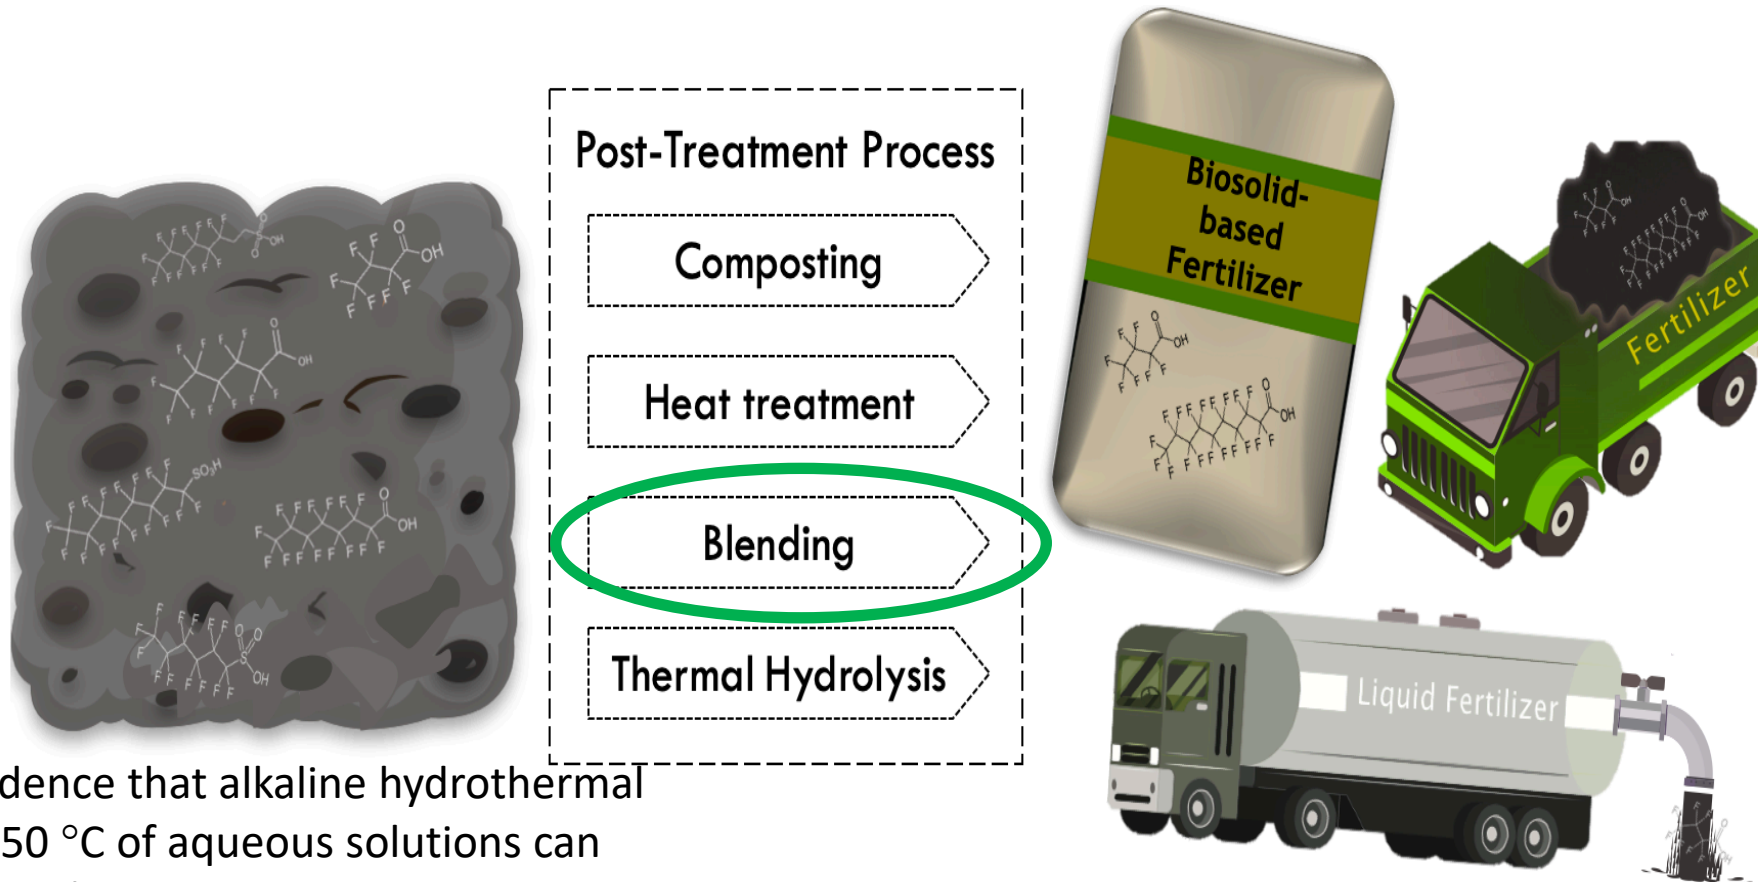 Post-Treatment Process
Composting
Heat treatment
Blending
Thermal Hydrolysis
Biosolid-
based
Fertilizer
Fertilizer
Liquid Fertilizer
dence that alkaline hydrothermal
50 °C of aqueous solutions can